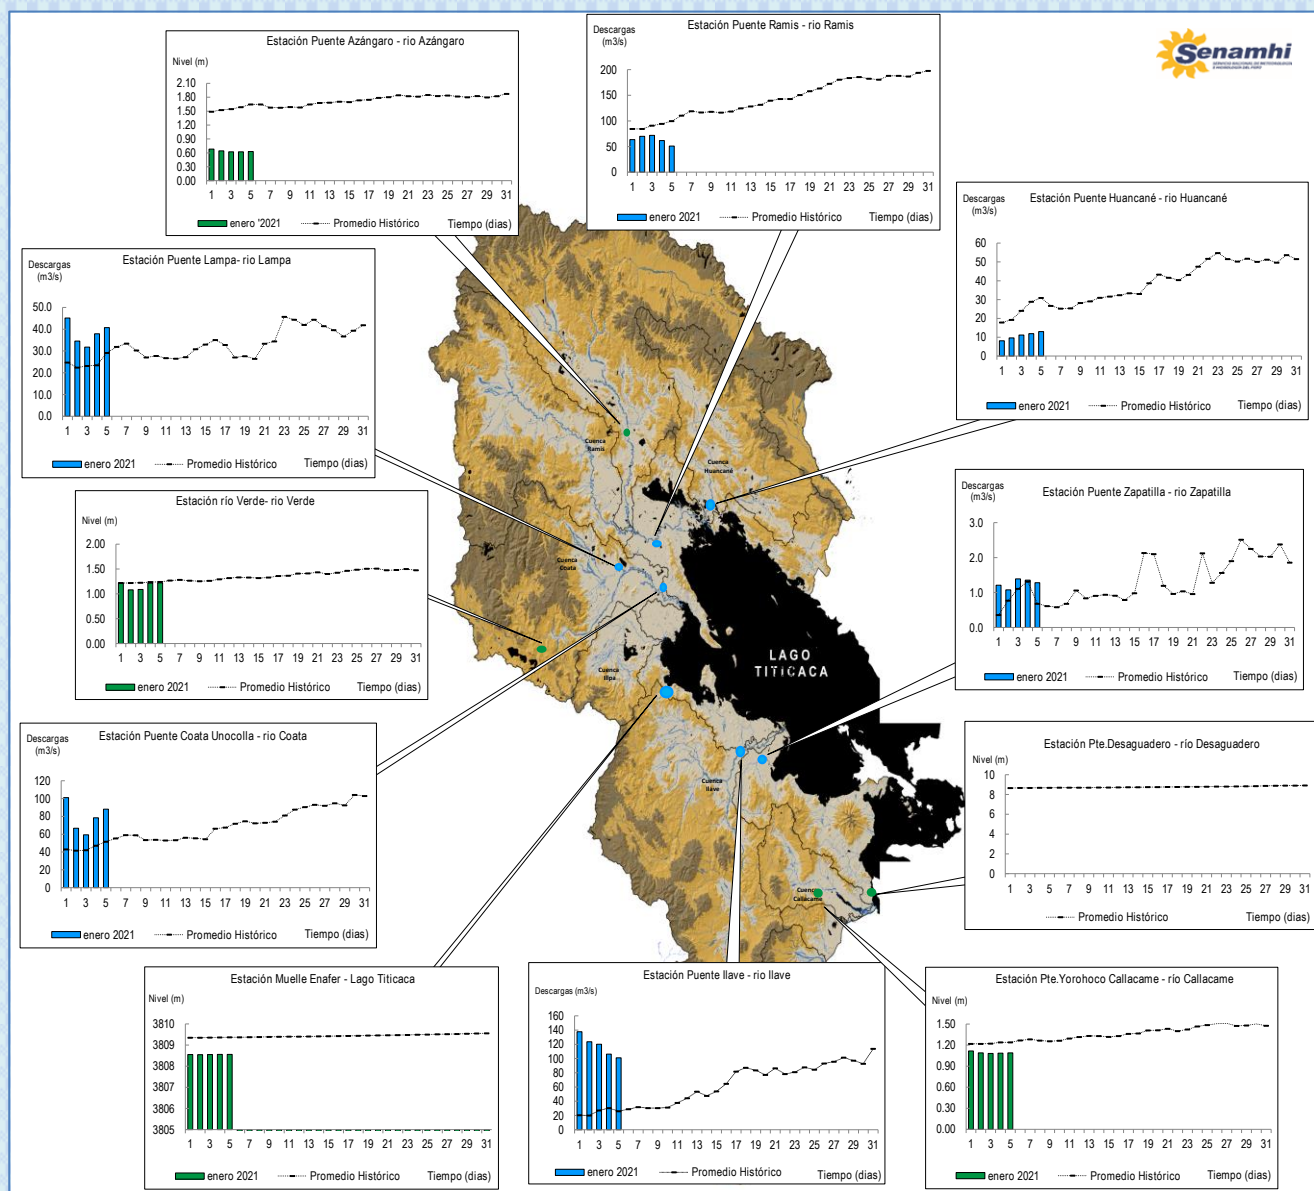 Senamhi
SERVICIO NACIONAL DE METEOROLOGIA
E HIDROLOGIA DEL PERU
Estación Puente Azángaro - rio Azángaro
Nivel (m)
2.10
1.80
1.50
1.20
0.90
0.60
0.30
0.00
1 3 5 7 9 11 13 15 17 19 21 23 25 27 29 31
enero '2021 Promedio Histórico Tiempo (dias)
Estación Puente Ramis - rio Ramis
Descargas
(m3/s)
200
150
100
50
0
1 3 5 7 9 11 13 15 17 19 21 23 25 27 29 31
enero 2021 Promedio Histórico Tiempo (dias)
Estación Puente Huancané - rio Huancané
Descargas
(m3/s)
60
50
40
30
20
10
0
1 3 5 7 9 11 13 15 17 19 21 23 25 27 29 31
enero 2021 Promedio Histórico Tiempo (dias)
Estación Puente Lampa- rio Lampa
Descargas
(m3/s)
50.0
40.0
30.0
20.0
10.0
0.0
1 3 5 7 9 11 13 15 17 19 21 23 25 27 29 31
enero 2021 Promedio Histórico Tiempo (dias)
Estación río Verde- rio Verde
Nivel (m)
2.00
1.50
1.00
0.50
0.00
1 3 5 7 9 11 13 15 17 19 21 23 25 27 29 31
enero 2021 Promedio Histórico Tiempo (dias)
Estación Puente Zapatilla - rio Zapatilla
Descargas
(m3/s)
3.0
2.0
1.0
0.0
1 3 5 7 9 11 13 15 17 19 21 23 25 27 29 31
enero 2021 Promedio Histórico Tiempo (dias)
Cuenca
Ramis
Cuenca
Huancané
Cuenca
Coata
Cuenca
Illpa
LAGO
TITICACA
Cuenca
Ilave
Cuenca
Callacame
Estación Puente Coata Unocolla - rio Coata
Descargas
(m3/s)
120
100
80
60
40
20
0
1 3 5 7 9 11 13 15 17 19 21 23 25 27 29 31
enero 2021 Promedio Histórico Tiempo (dias)
Estación Pte.Desaguadero - río Desaguadero
Nivel (m)
10
8
6
4
2
0
1 3 5 7 9 11 13 15 17 19 21 23 25 27 29 31
Promedio Histórico Tiempo (dias)
Estación Muelle Enafer - Lago Titicaca
Nivel (m)
3810
3809
3808
3807
3806
3805
1 3 5 7 9 11 13 15 17 19 21 23 25 27 29 31
enero 2021 Promedio Histórico Tiempo (dias)
Estación Puente Ilave - rio Ilave
Descargas (m3/s)
160
140
120
100
80
60
40
20
0
1 3 5 7 9 11 13 15 17 19 21 23 25 27 29 31
enero 2021 Promedio Histórico Tiempo (dias)
Estación Pte.Yorohoco Callacame - río Callacame
Nivel (m)
1.50
1.20
0.90
0.60
0.30
0.00
1 3 5 7 9 11 13 15 17 19 21 23 25 27 29 31
enero 2021 Promedio Histórico Tiempo (dias)